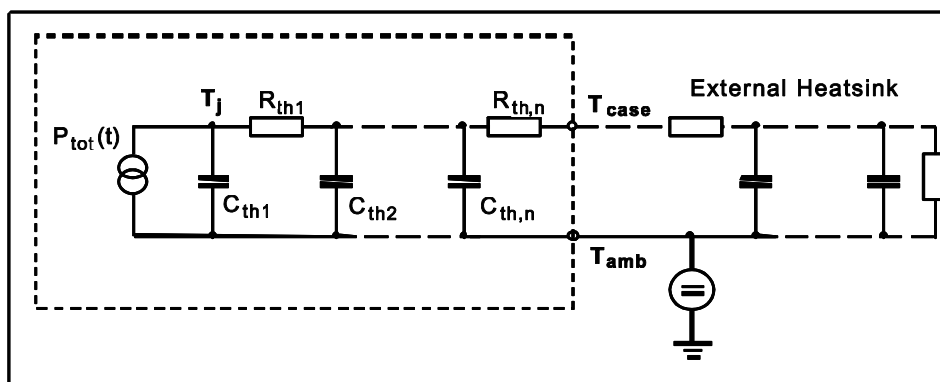 External Heatsink
T_j
R_th1
R_th,n
T_case
P_tot(t)
C_th1
C_th2
C_th,n
T_amb